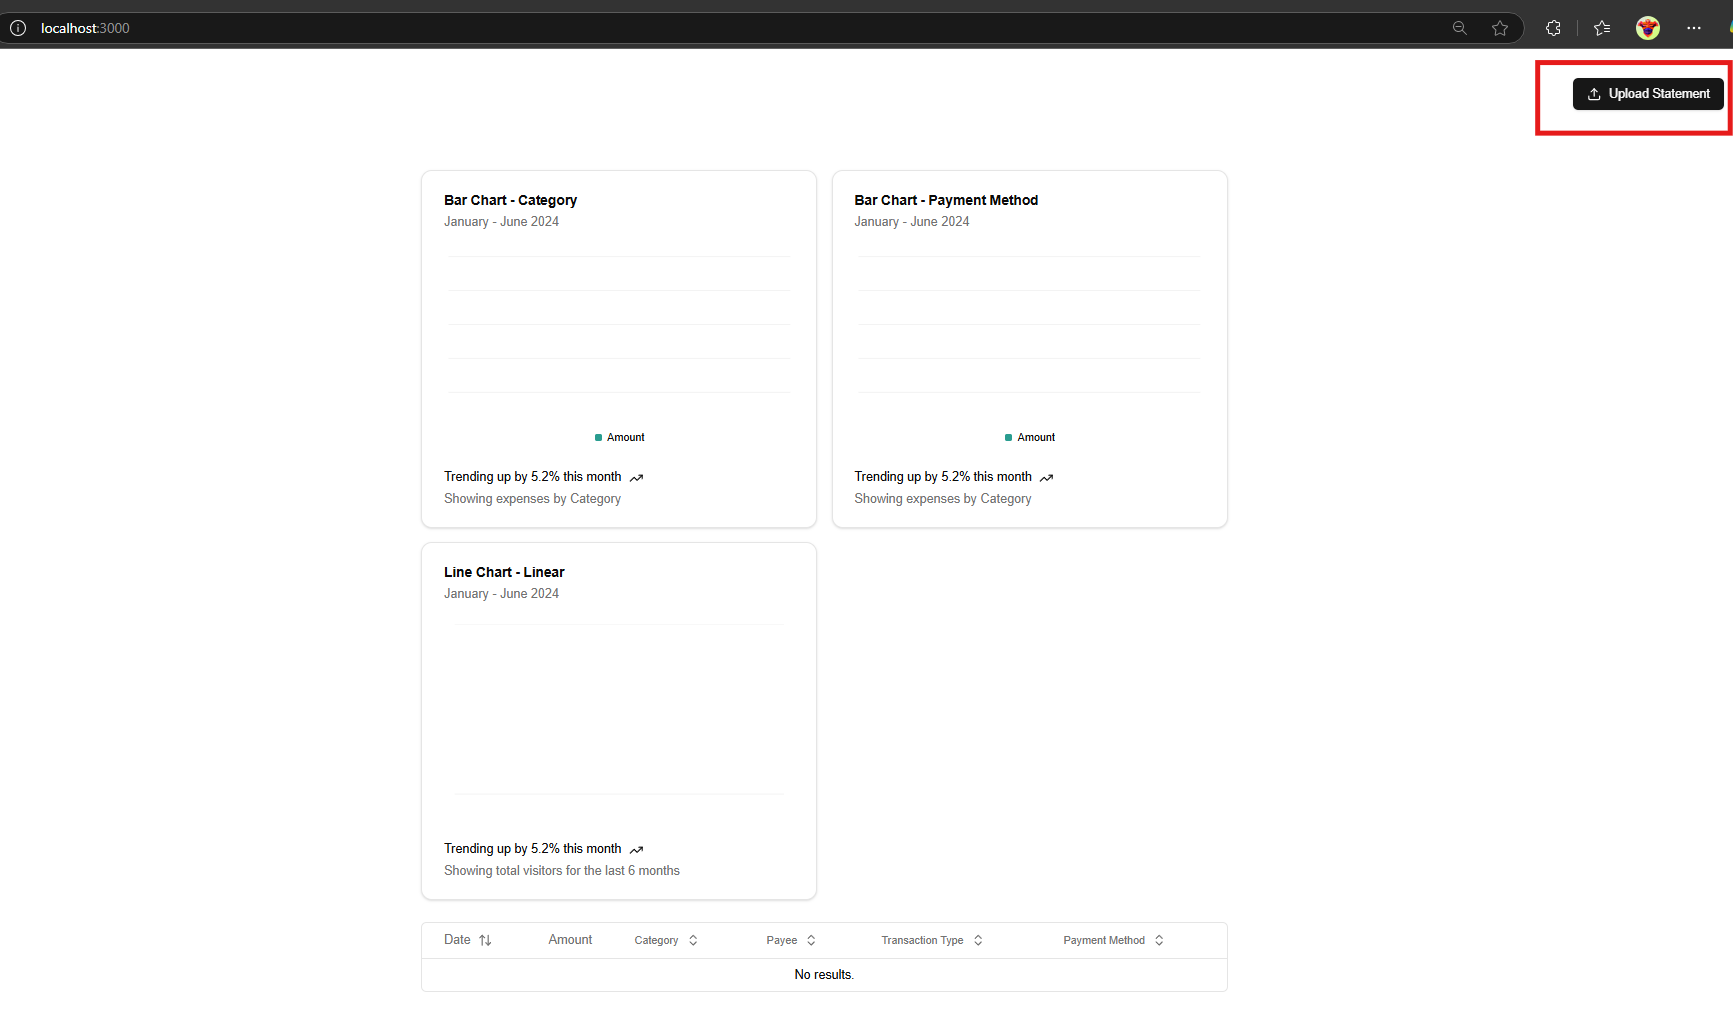 localhost:3000
Upload Statement
Bar Chart - Category
January - June 2024
Amount
Trending up by 5.2% this month
Showing expenses by Category
Bar Chart - Payment Method
January - June 2024
Amount
Trending up by 5.2% this month
Showing expenses by Category
Line Chart - Linear
January - June 2024
Trending up by 5.2% this month
Showing total visitors for the last 6 months
Date Amount Category Payee Transaction Type Payment Method
No results.